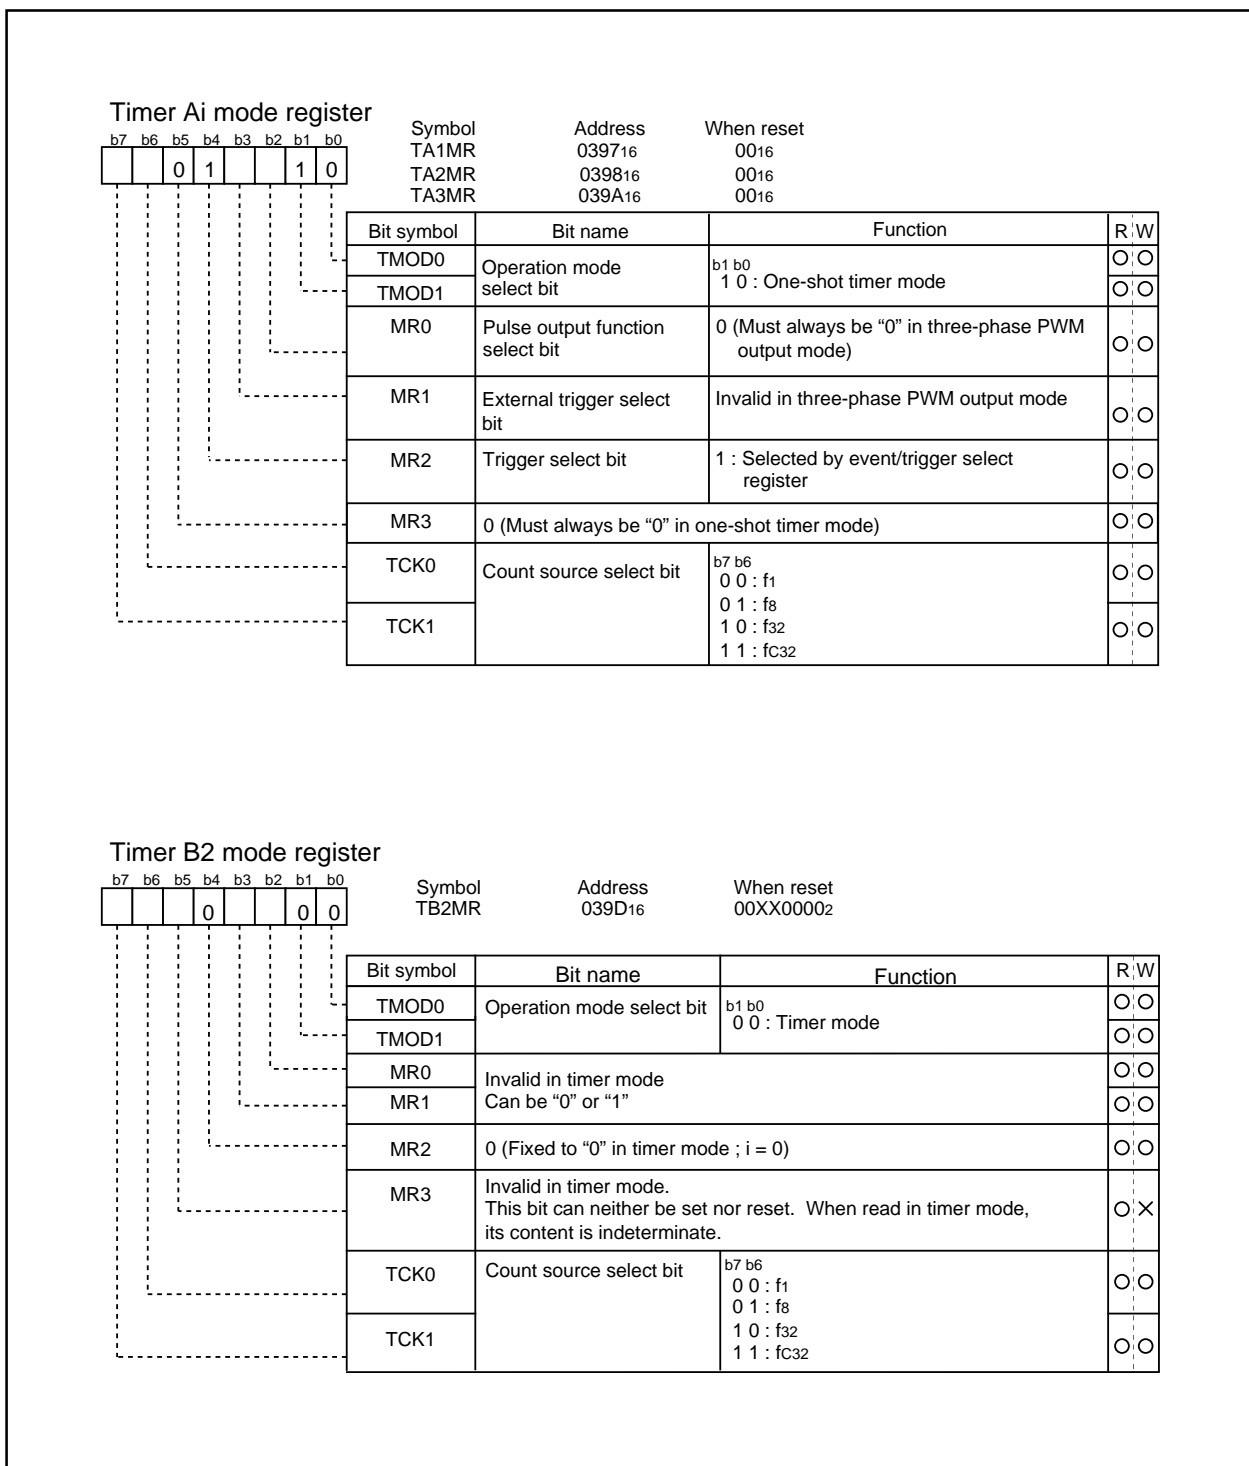 Timer Ai mode register
b7 b6 b5 b4 b3 b2 b1 b0
0 1 1 0
Symbol Address When reset
TA1MR 039716 0016
TA2MR 039816 0016
TA3MR 039A16 0016
Bit symbol Bit name Function R W
TMOD0 Operation mode select bit b1 b0
TMOD1 1 0 : One-shot timer mode
MR0 Pulse output function select bit 0 (Must always be “0” in three-phase PWM
output mode)
MR1 External trigger select bit Invalid in three-phase PWM output mode
MR2 Trigger select bit 1 : Selected by event/trigger select
register
MR3 0 (Must always be “0” in one-shot timer mode)
TCK0 Count source select bit b7 b6
0 0 : f1
0 1 : f8
TCK1 1 0 : f32
1 1 : fC32
Timer B2 mode register
b7 b6 b5 b4 b3 b2 b1 b0
0 0 0
Symbol Address When reset
TB2MR 039D16 00XX00002
Bit symbol Bit name Function R W
TMOD0 Operation mode select bit b1 b0
TMOD1 0 0 : Timer mode
MR0 Invalid in timer mode
MR1 Can be “0” or “1”
MR2 0 (Fixed to “0” in timer mode ; i = 0)
MR3 Invalid in timer mode.
This bit can neither be set nor reset. When read in timer mode,
its content is indeterminate.
TCK0 Count source select bit b7 b6
0 0 : f1
0 1 : f8
TCK1 1 0 : f32
1 1 : fC32